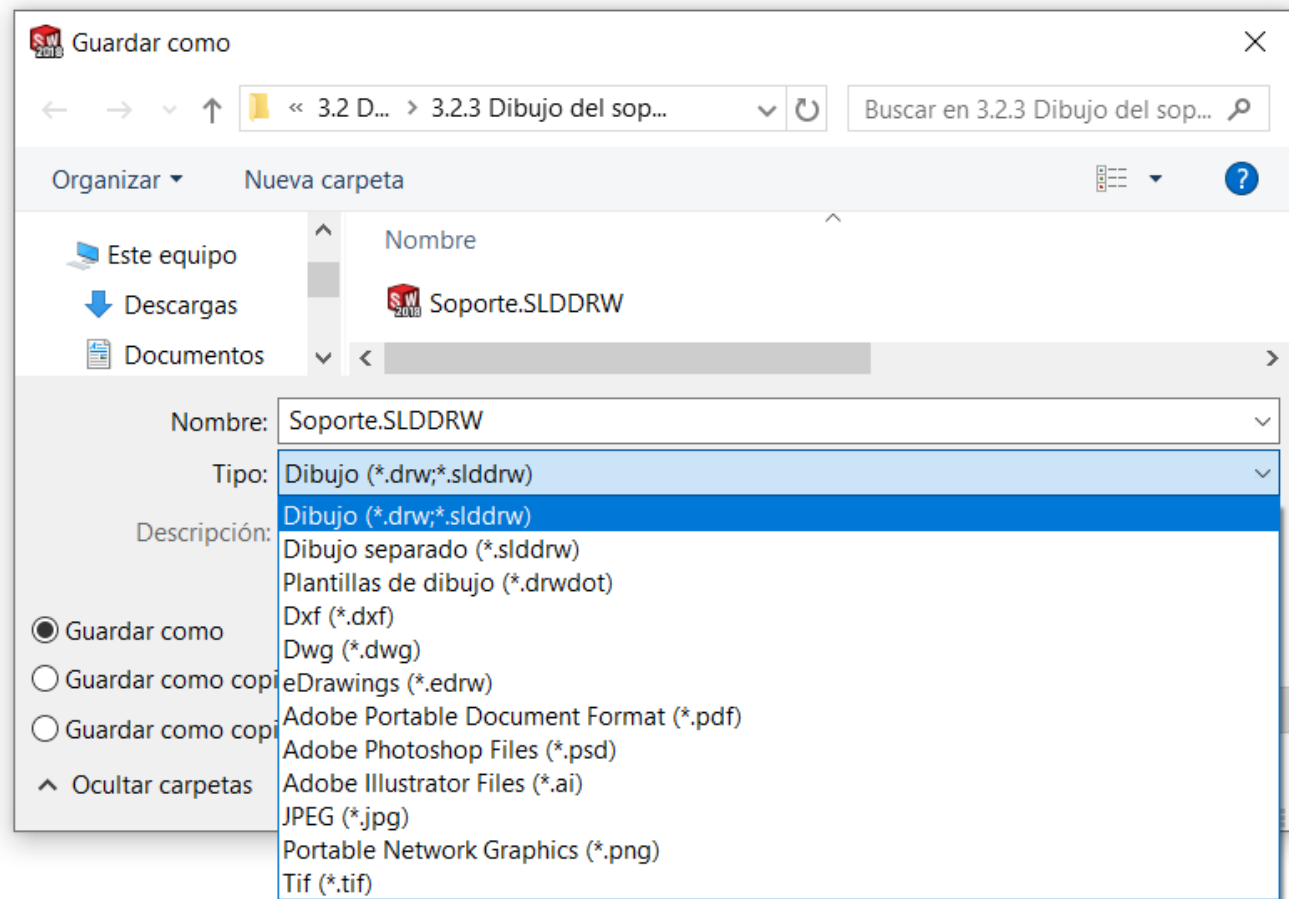 SW 2018 Guardar como
« 3.2 D... > 3.2.3 Dibujo del sop... Buscar en 3.2.3 Dibujo del sop...
Organizar Nueva carpeta ?
Este equipo
Descargas
Documentos
Nombre
SW 2018 Soporte.SLDDRW
Nombre: Soporte.SLDDRW
Tipo: Dibujo (*.drw;*.slddrw)
Descripción:
Dibujo (*.drw;*.slddrw)
Dibujo separado (*.slddrw)
Plantillas de dibujo (*.drwdot)
Dxf (*.dxf)
Dwg (*.dwg)
eDrawings (*.edrw)
Adobe Portable Document Format (*.pdf)
Adobe Photoshop Files (*.psd)
Adobe Illustrator Files (*.ai)
JPEG (*.jpg)
Portable Network Graphics (*.png)
Tif (*.tif)
Guardar como
Guardar como copi
Guardar como copi
Ocultar carpetas